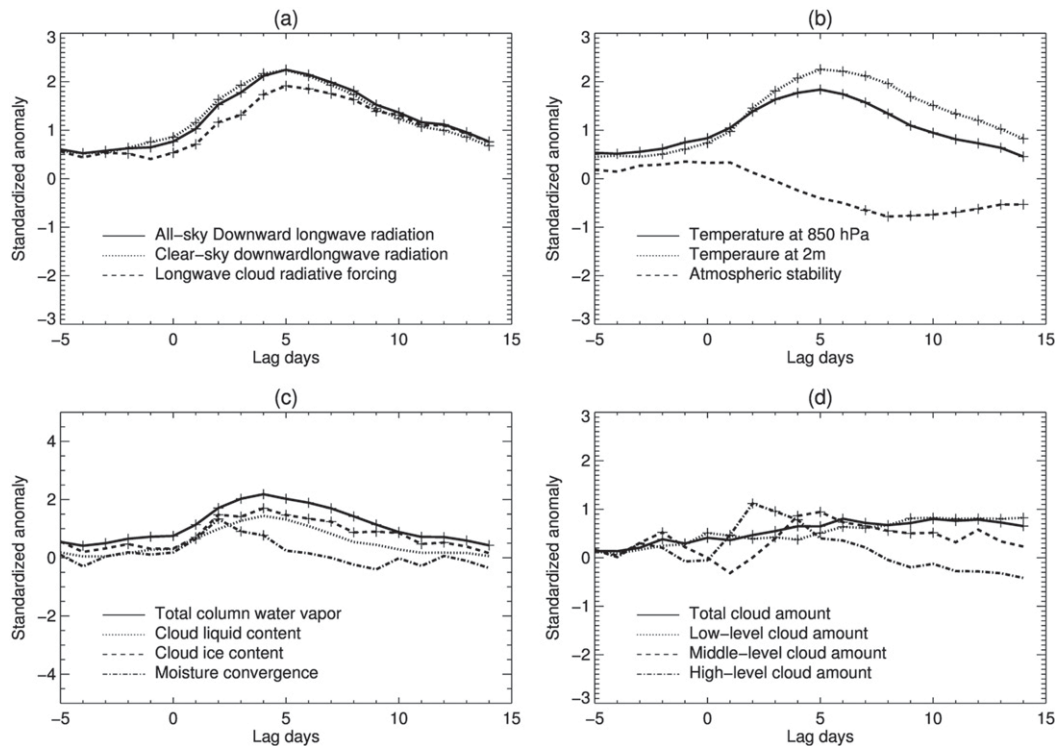 (a)
3
2
1
0
−1
−2
−3
Standardized anomaly
All−sky Downward longwave radiation
Clear−sky downwardlongwave radiation
Longwave cloud radiative forcing
−5
0
5
10
15
Lag days
(b)
3
2
1
0
−1
−2
−3
Standardized anomaly
Temperature at 850 hPa
Temperaure at 2m
Atmospheric stability
−5
0
5
10
15
Lag days
(c)
4
2
0
−2
−4
Standardized anomaly
Total column water vapor
Cloud liquid content
Cloud ice content
Moisture convergence
−5
0
5
10
15
Lag days
(d)
3
2
1
0
1
2
−3
Standardized anomaly
Total cloud amount
Low−level cloud amount
Middle−level cloud amount
High−level cloud amount
−5
0
5
10
15
Lag days